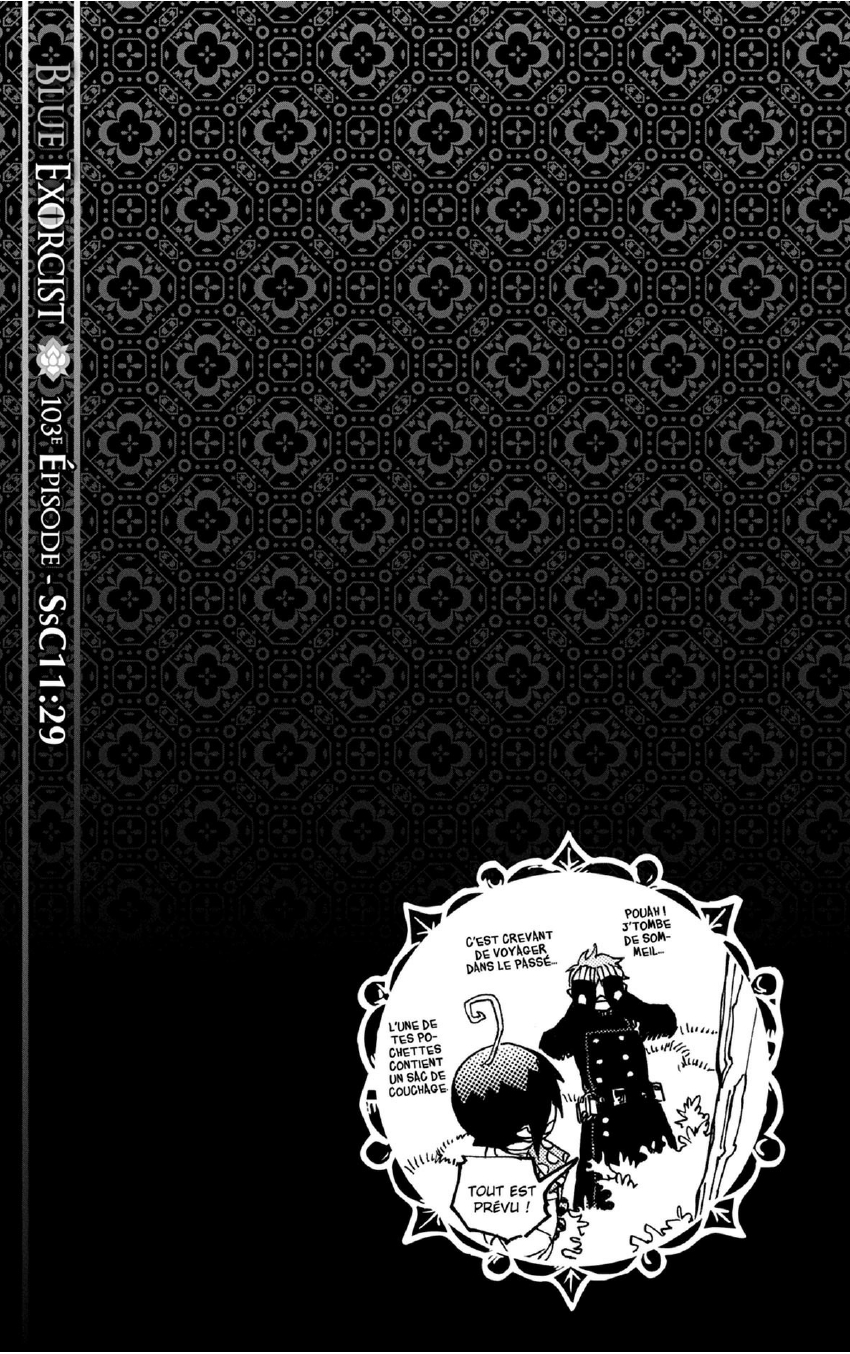 BLUE EXORCIST 103E ÉPISODE - SSC11:29
POUAH !
J'TOMBE
DE SOM-
MEIL...
C'EST CREVANT
DE VOYAGER
DANS LE PASSÉ...
L'UNE DE
TES PO-
CHETTES
CONTIENT
UN SAC DE
COUCHAGE.
TOUT EST
PRÉVU !